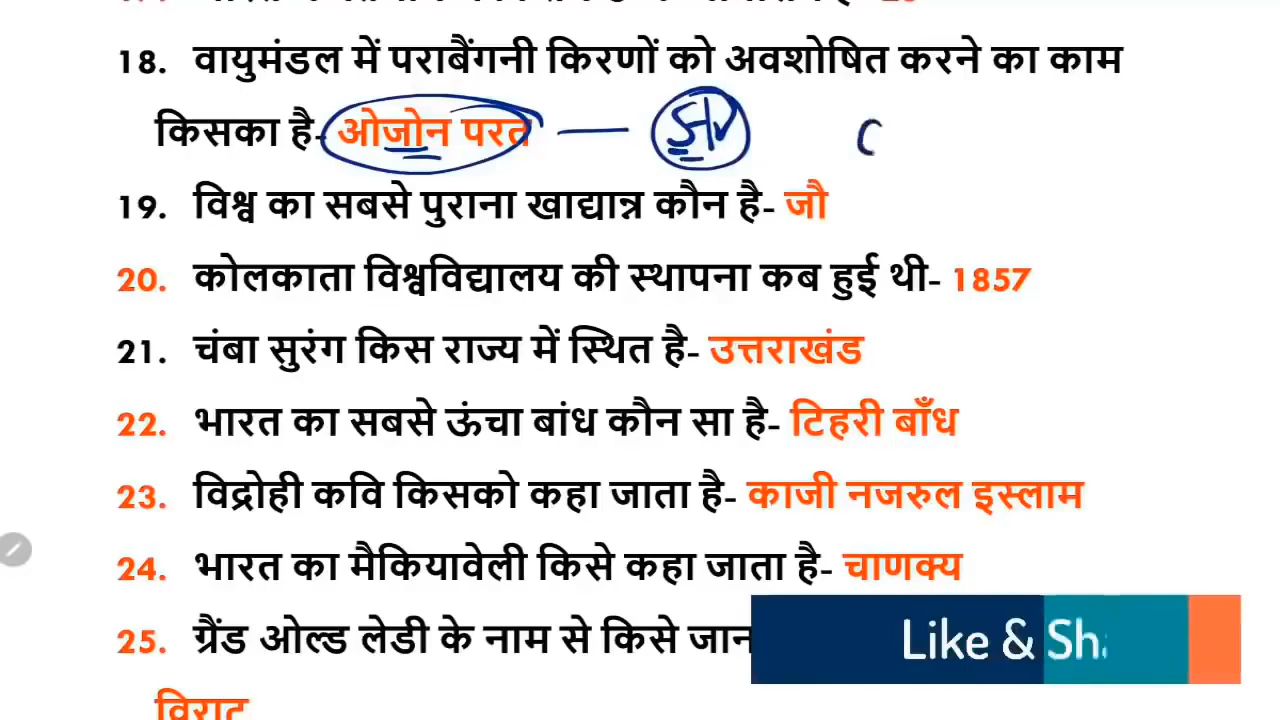 18. वायुमंडल में पराबैंगनी किरणों को अवशोषित करने का काम
किसका है- ओजोन परत
19. विश्व का सबसे पुराना खाद्यान्न कौन है- जौ
20. कोलकाता विश्वविद्यालय की स्थापना कब हुई थी- 1857
21. चंबा सुरंग किस राज्य में स्थित है- उत्तराखंड
22. भारत का सबसे ऊंचा बांध कौन सा है- टिहरी बाँध
23. विद्रोही कवि किसको कहा जाता है- काजी नजरुल इस्लाम
24. भारत का मैकियावेली किसे कहा जाता है- चाणक्य
25. ग्रैंड ओल्ड लेडी के नाम से किसे जान
Like & Sha
विराट